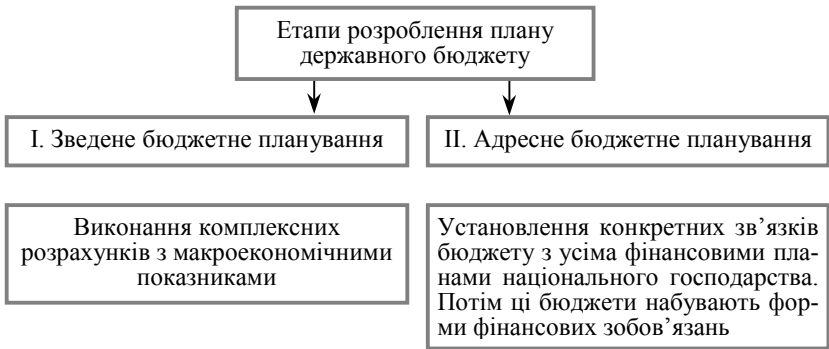 Етапи розроблення плану
державного бюджету
І. Зведене бюджетне планування
ІІ. Адресне бюджетне планування
Виконання комплексних
розрахунків з макроекономічними
показниками
Установлення конкретних зв’язків
бюджету з усіма фінансовими пла-
нами національного господарства.
Потім ці бюджети набувають фор-
ми фінансових зобов’язань